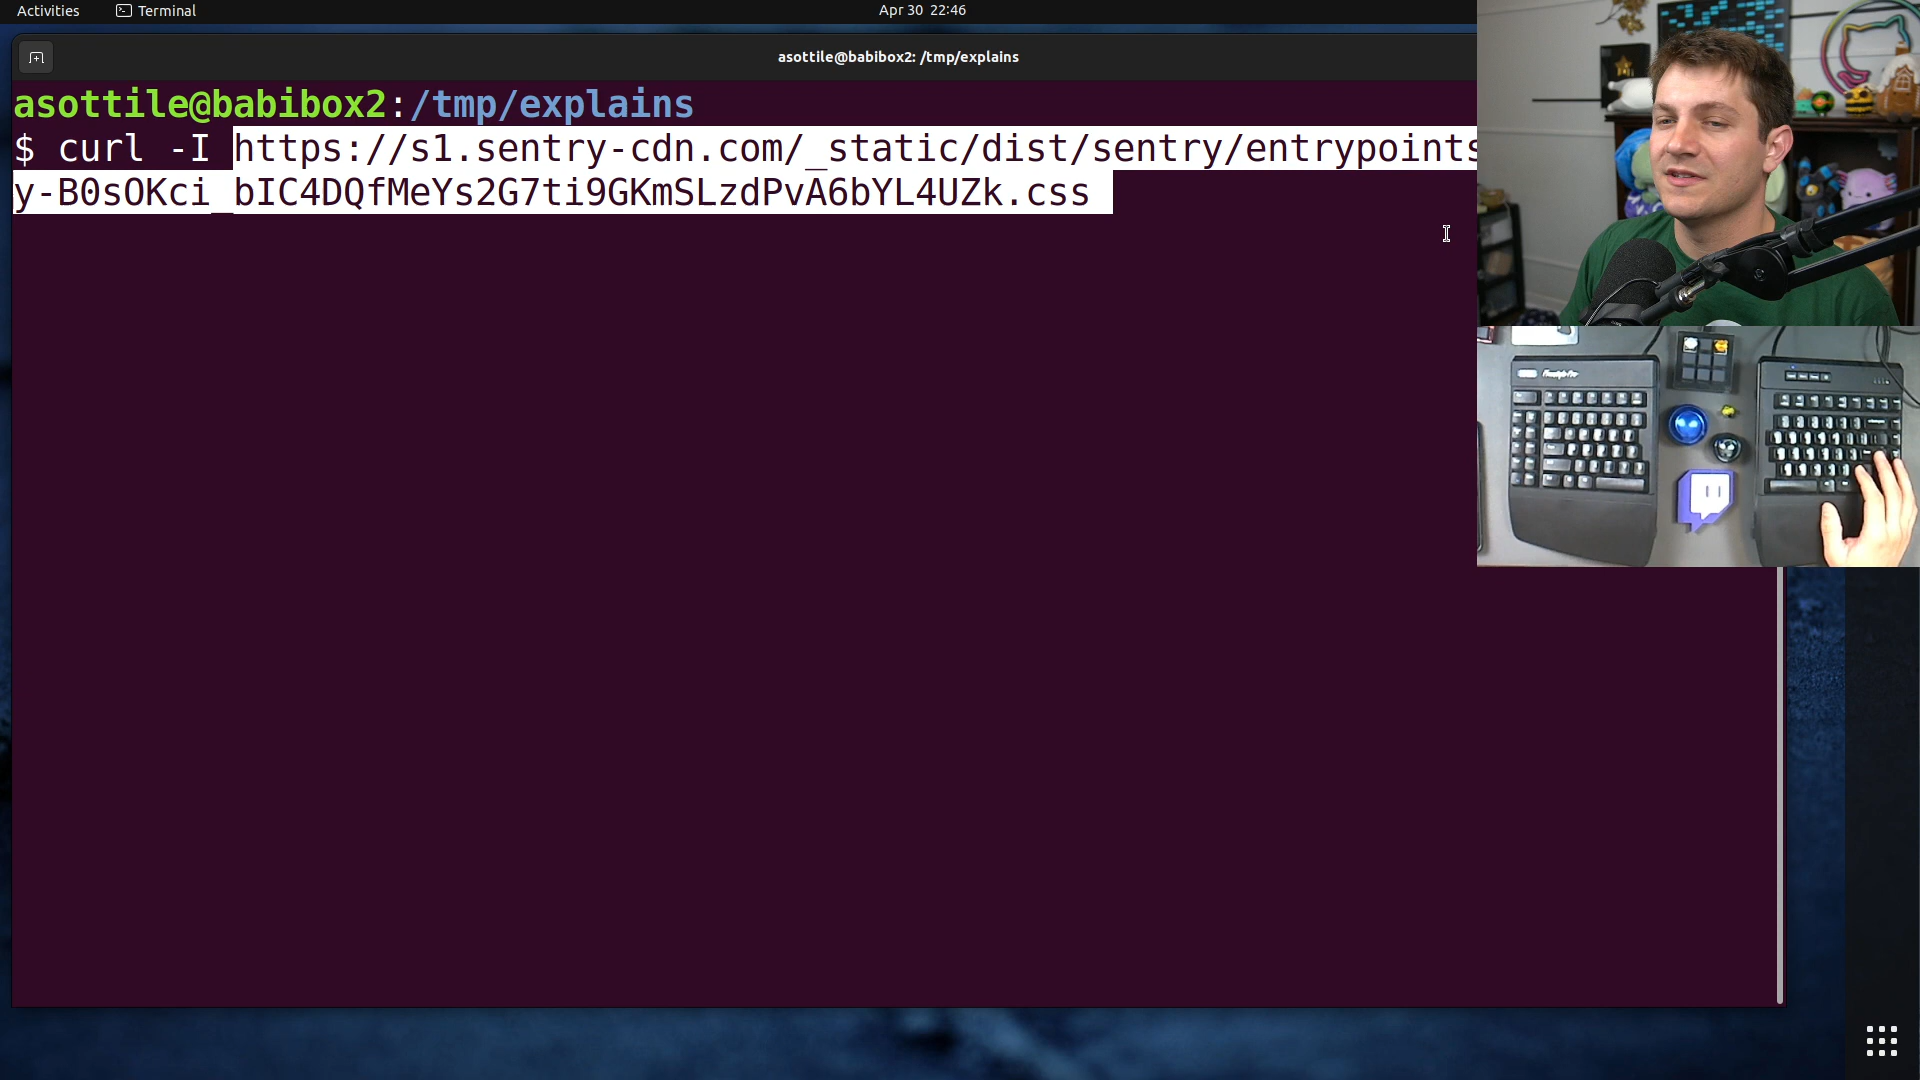 Activities
Terminal
Apr 30 22:46
asottile@babibox2: /tmp/explains
asottile@babibox2:/tmp/explains
$ curl -I https://s1.sentry-cdn.com/_static/dist/sentry/entrypoints
y-B0sOKci_bIC4DQfMeYs2G7ti9GKmSLzdPvA6bYL4UZk.css